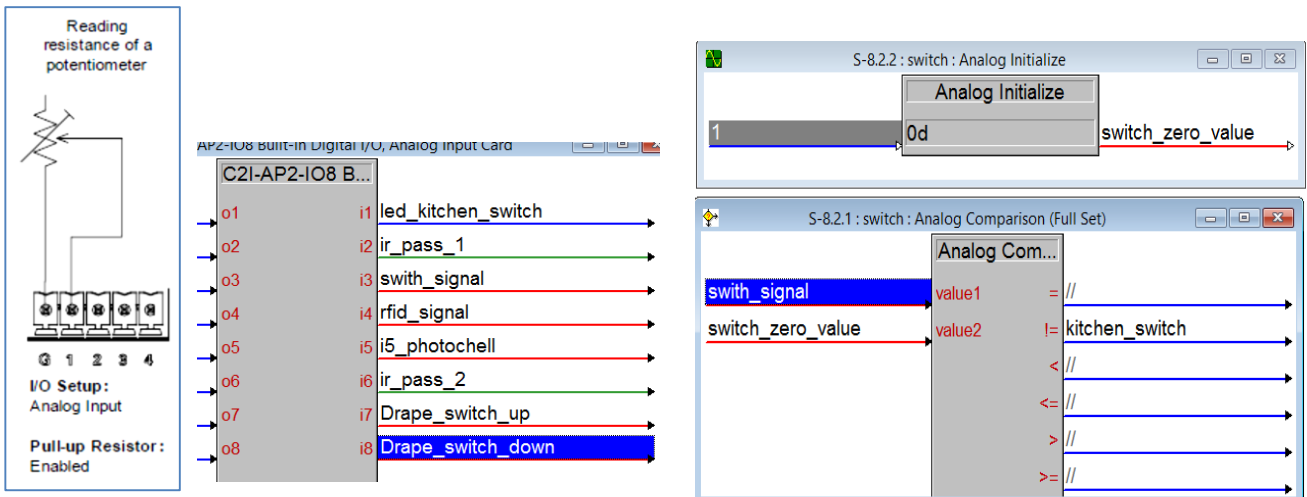 Reading
resistance of a
potentiometer
G 1 2 3 4
I/O Setup:
Analog Input
Pull-up Resistor:
Enabled
AP2-IO8 Built-in Digital I/O, Analog Input Card
C2I-AP2-IO8 B...
o1 i1 led_kitchen_switch
o2 i2 ir_pass_1
o3 i3 swith_signal
o4 i4 rfid_signal
o5 i5 i5_photochell
o6 i6 ir_pass_2
o7 i7 Drape_switch_up
o8 i8 Drape_switch_down
S-8.2.2 : switch : Analog Initialize
Analog Initialize
1 0d switch_zero_value
S-8.2.1 : switch : Analog Comparison (Full Set)
Analog Com...
swith_signal value1 = //
switch_zero_value value2 != kitchen_switch
< //
<= //
> //
>= //